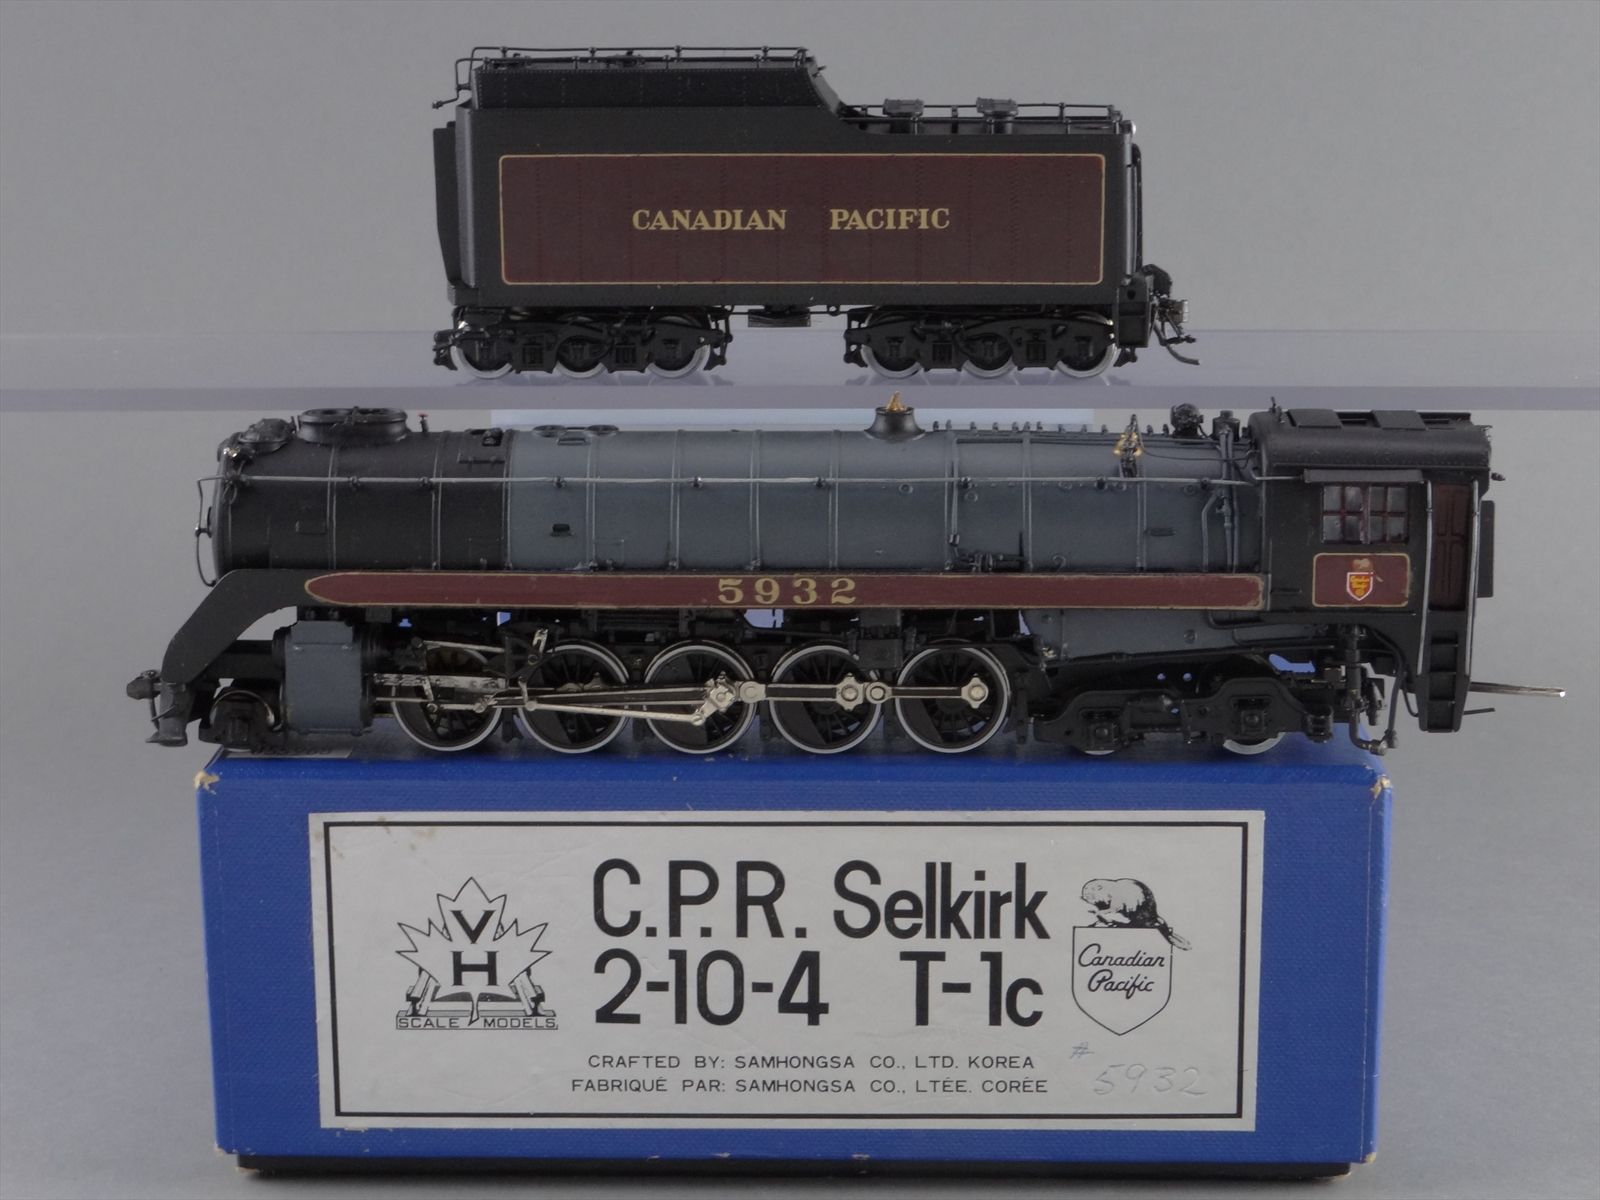 CANADIAN PACIFIC
5932
V
H
SCALE MODELS
C.P.R. Selkirk
2-10-4 T-1c
Canadian
Pacific
CRAFTED BY: SAMHONGSA CO., LTD. KOREA
FABRIQUÉ PAR: SAMHONGSA CO., LTÉE. CORÉE
# 5932